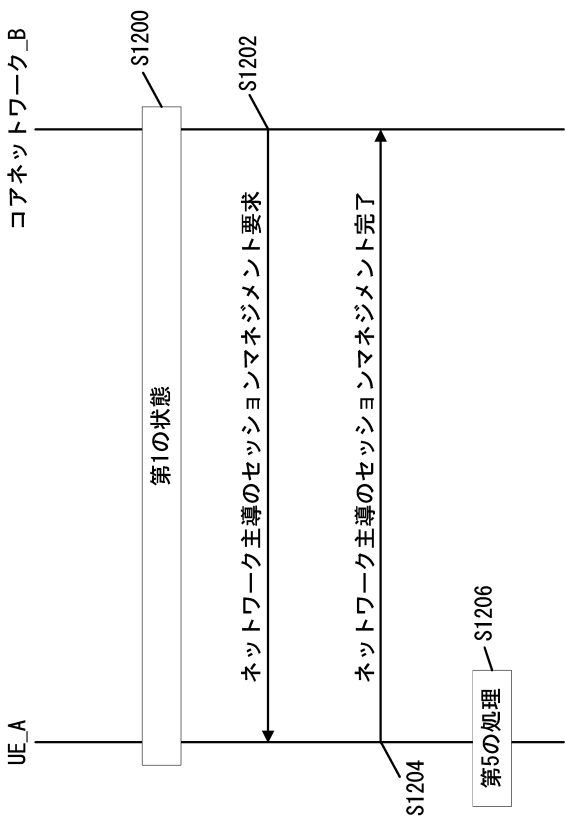 UE_A
コアネットワーク_B
第1の状態
S1200
ネットワーク主導のセッションマネジメント要求
S1202
ネットワーク主導のセッションマネジメント完了
S1204
第5の処理
S1206